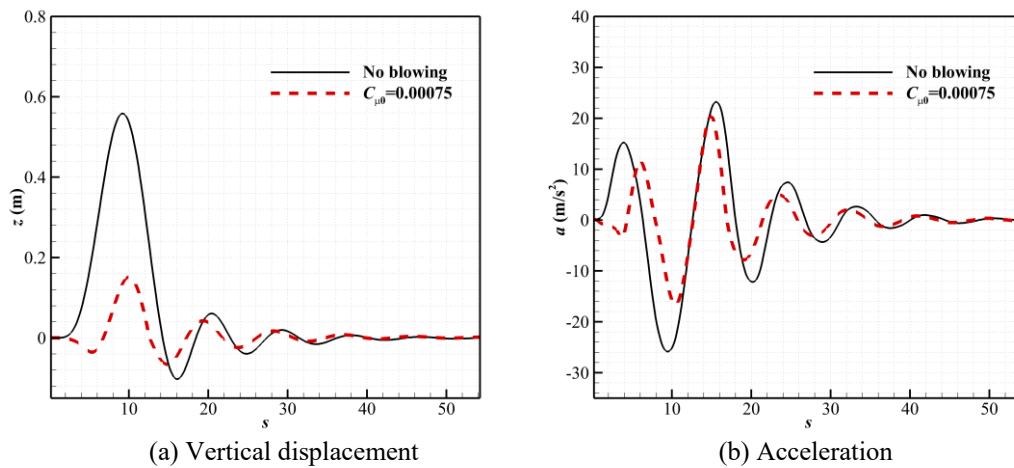 0.8
0.6
0.4
0.2
0
z (m)
10
20
30
40
50
s
No blowing
Cμ0=0.00075
(a) Vertical displacement
40
30
20
10
0
-10
-20
-30
a (m/s²)
10
20
30
40
50
s
No blowing
Cμ0=0.00075
(b) Acceleration